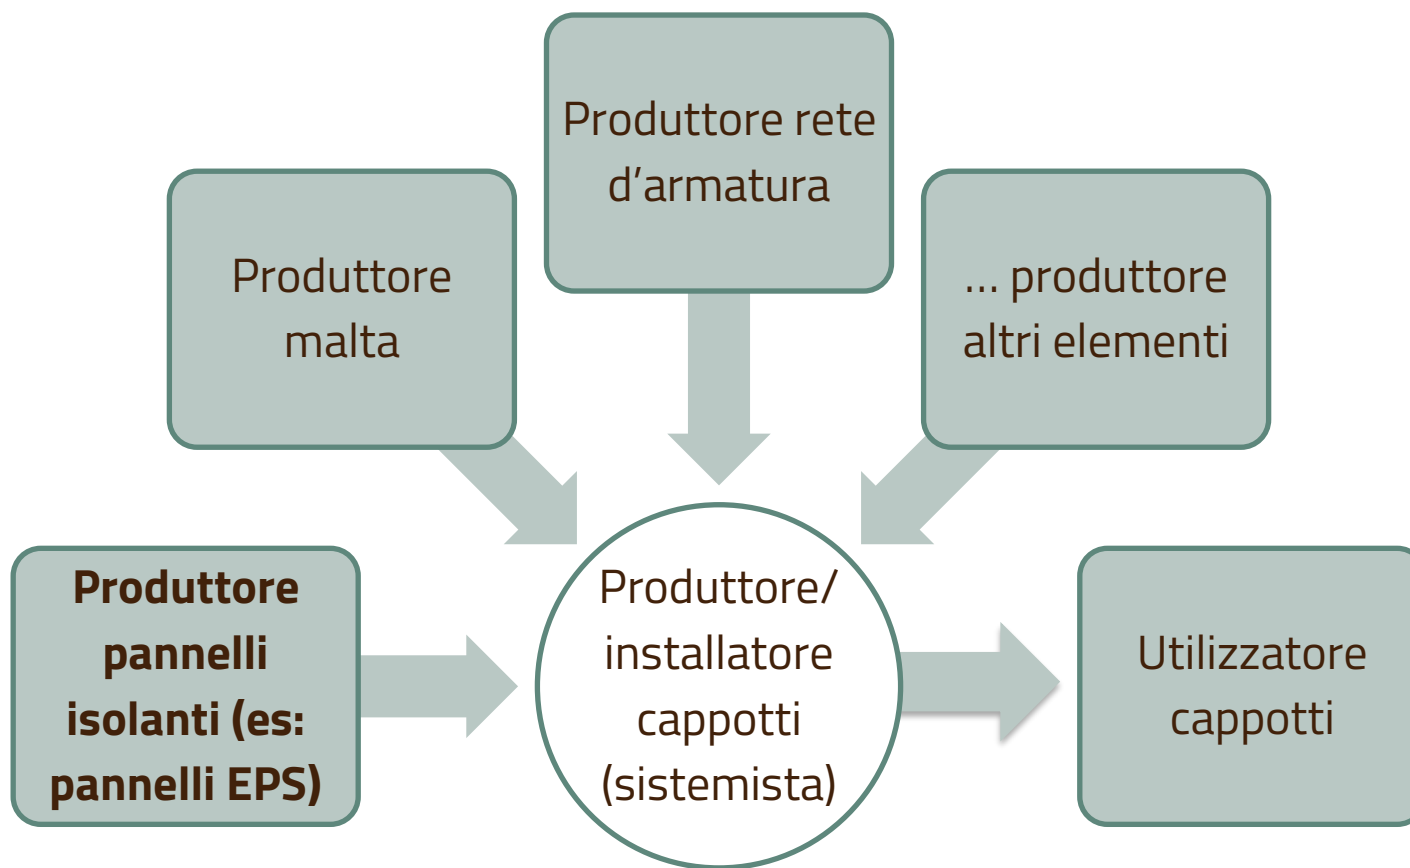 Produttore rete
d’armatura
Produttore
malta
... produttore
altri elementi
Produttore
pannelli
isolanti (es:
pannelli EPS)
Produttore/
installatore
cappotti
(sistemista)
Utilizzatore
cappotti